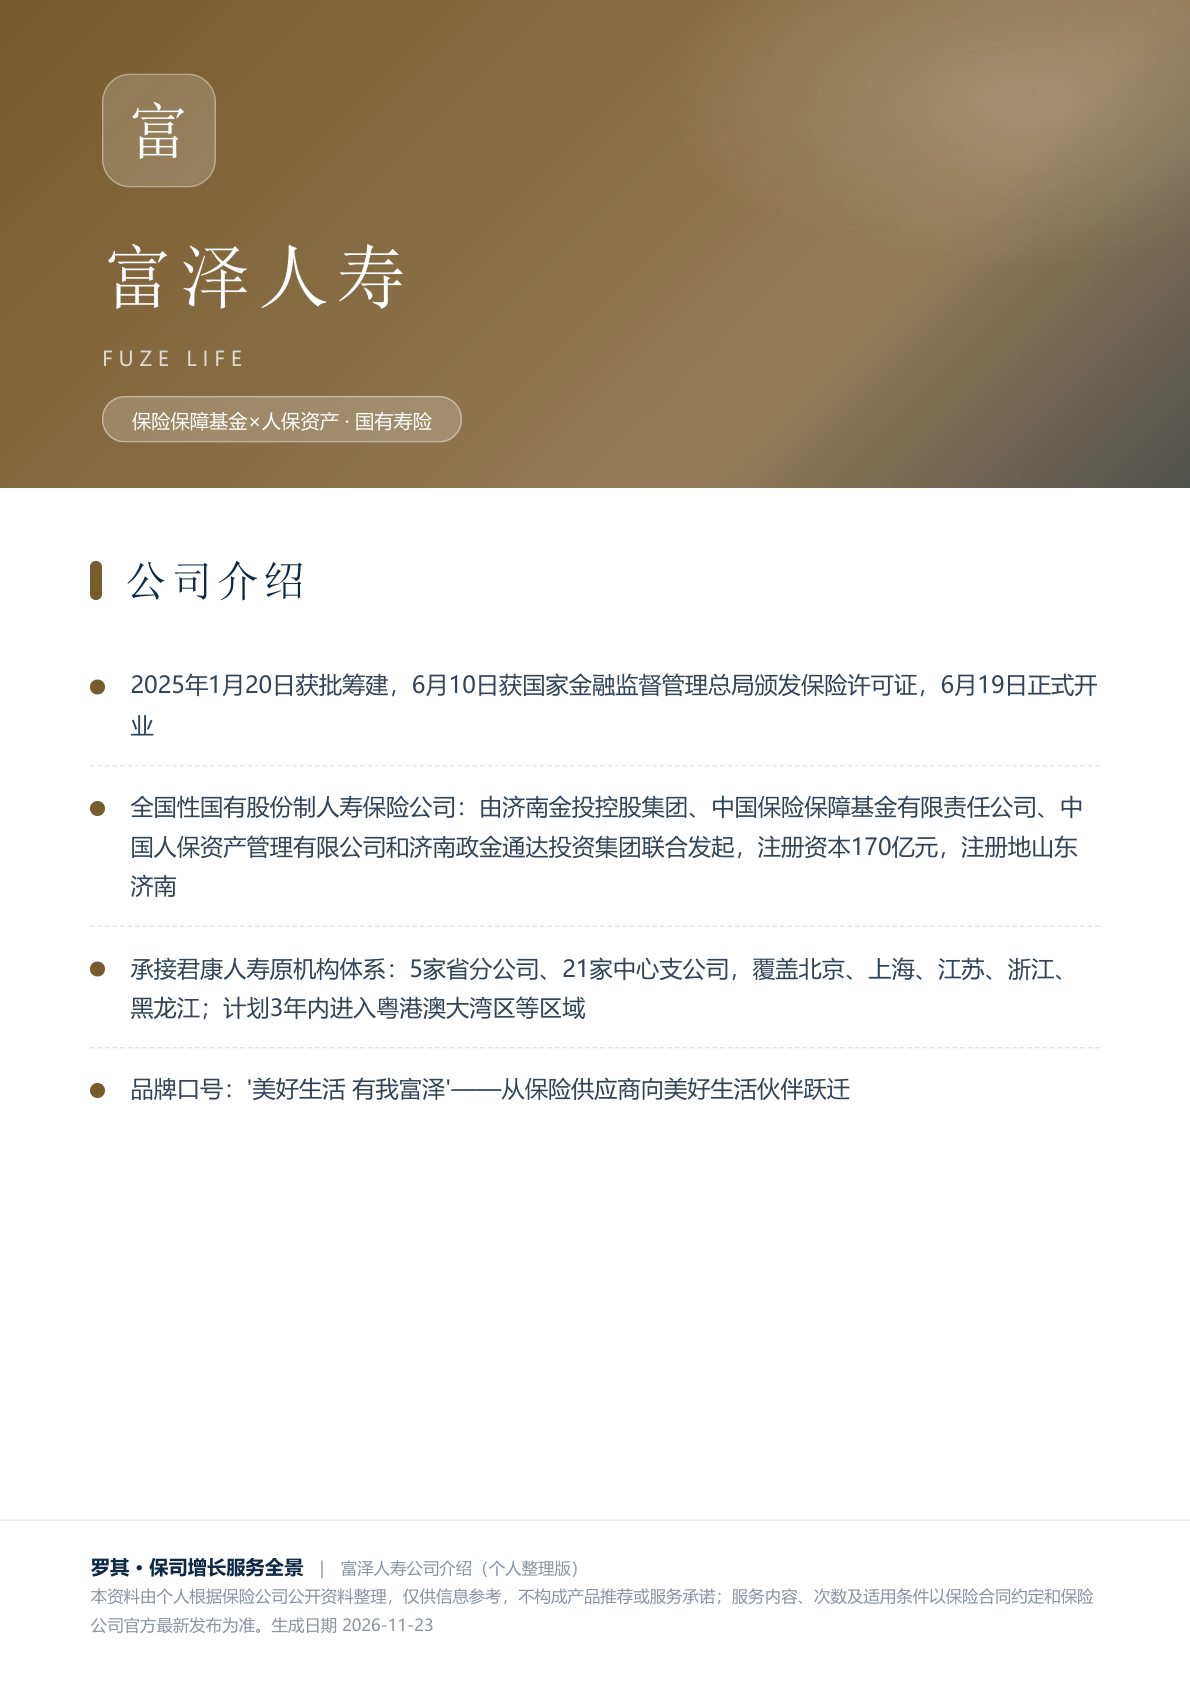 富
富泽人寿
FUZE LIFE
保险保障基金×人保资产 · 国有寿险
公司介绍
2025年1月20日获批筹建，6月10日获国家金融监督管理总局颁发保险许可证，6月19日正式开
业
全国性国有股份制人寿保险公司：由济南金投控股集团、中国保险保障基金有限责任公司、中
国人保资产管理有限公司和济南政金通达投资集团联合发起，注册资本170亿元，注册地山东
济南
承接君康人寿原机构体系：5家省分公司、21家中心支公司，覆盖北京、上海、江苏、浙江、
黑龙江；计划3年内进入粤港澳大湾区等区域
品牌口号：'美好生活 有我富泽'——从保险供应商向美好生活伙伴跃迁
罗其 • 保司增长服务全景 | 富泽人寿公司介绍（个人整理版）
本资料由个人根据保险公司公开资料整理，仅供信息参考，不构成产品推荐或服务承诺；服务内容、次数及适用条件以保险合同约定和保险
公司官方最新发布为准。生成日期 2026-11-23